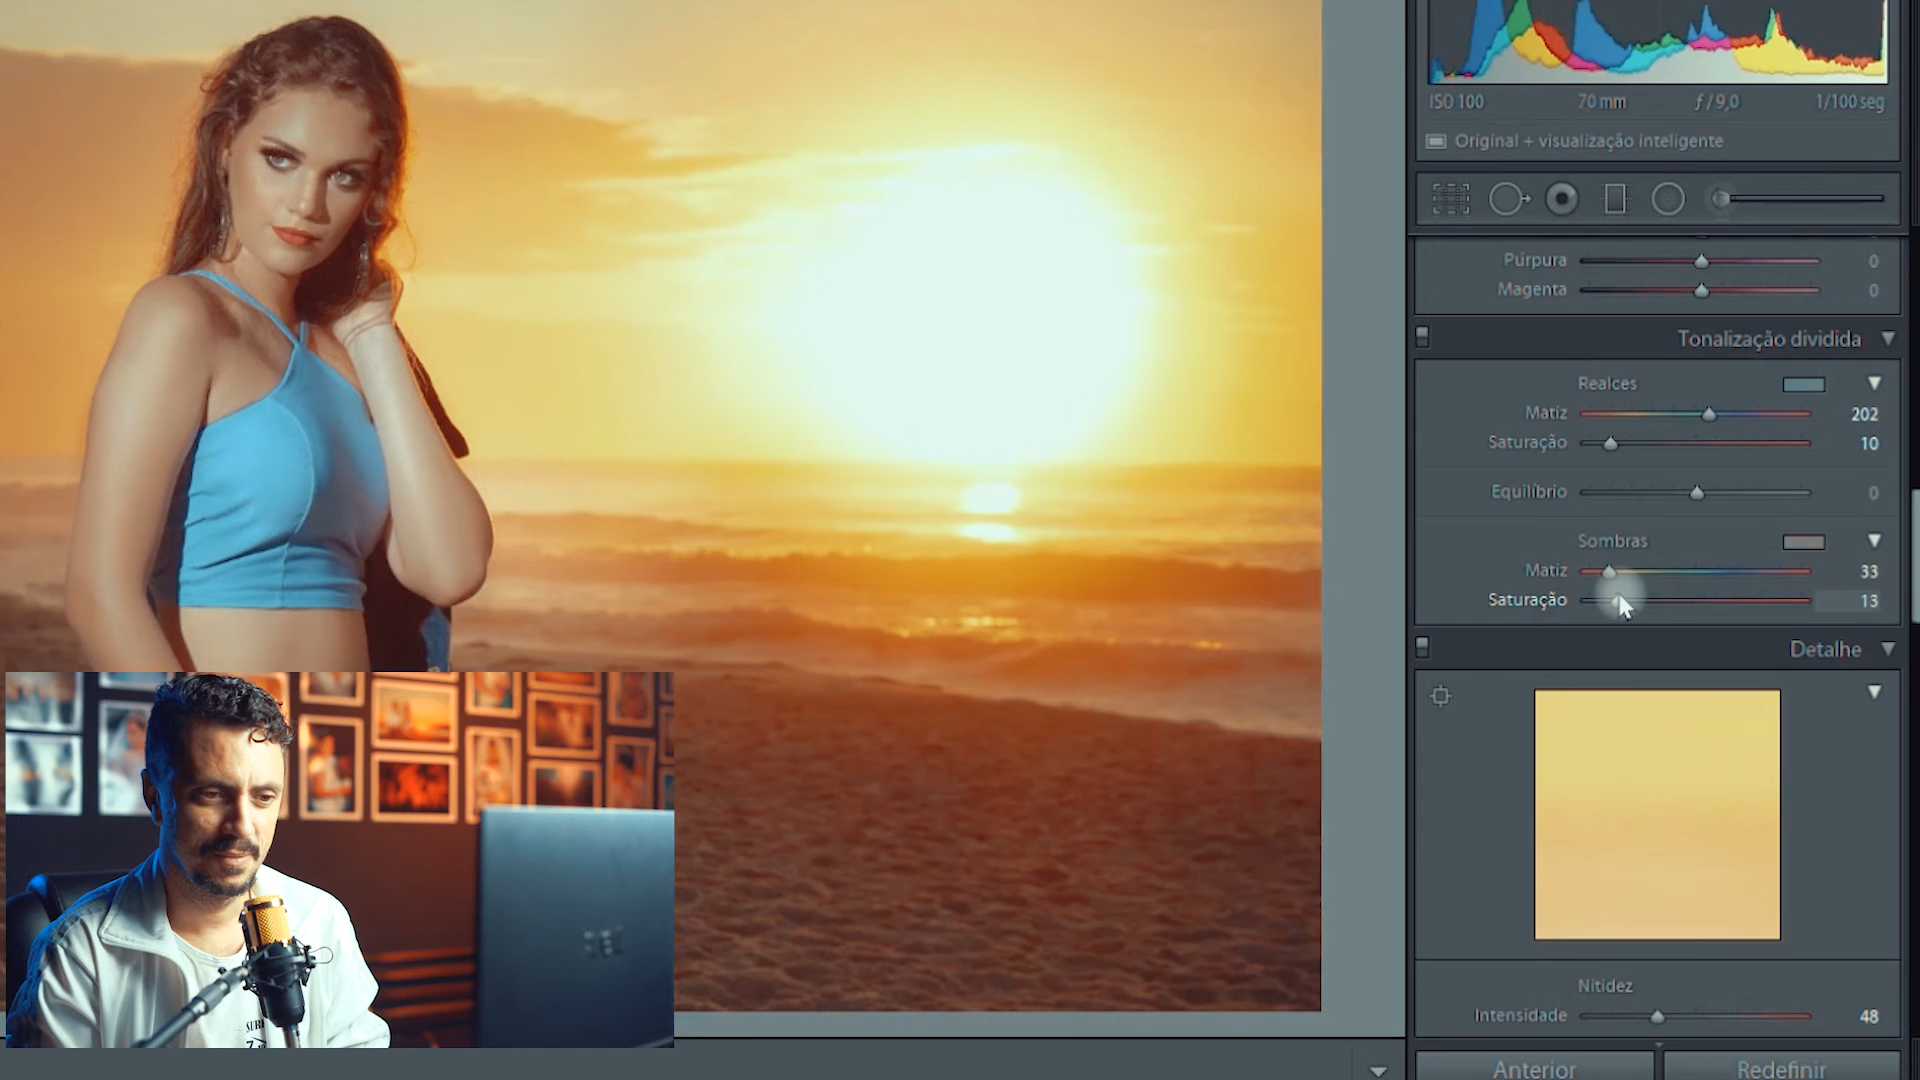 ISO 100 70 mm ƒ / 9,0 1/100 seg
Original + visualização inteligente
Púrpura 0
Magenta 0
Tonalização dividida
Realces
Matiz 202
Saturação 10
Equilíbrio 0
Sombras
Matiz 33
Saturação 13
Detalhe
Nitidez
Intensidade 48
Anterior Redefinir